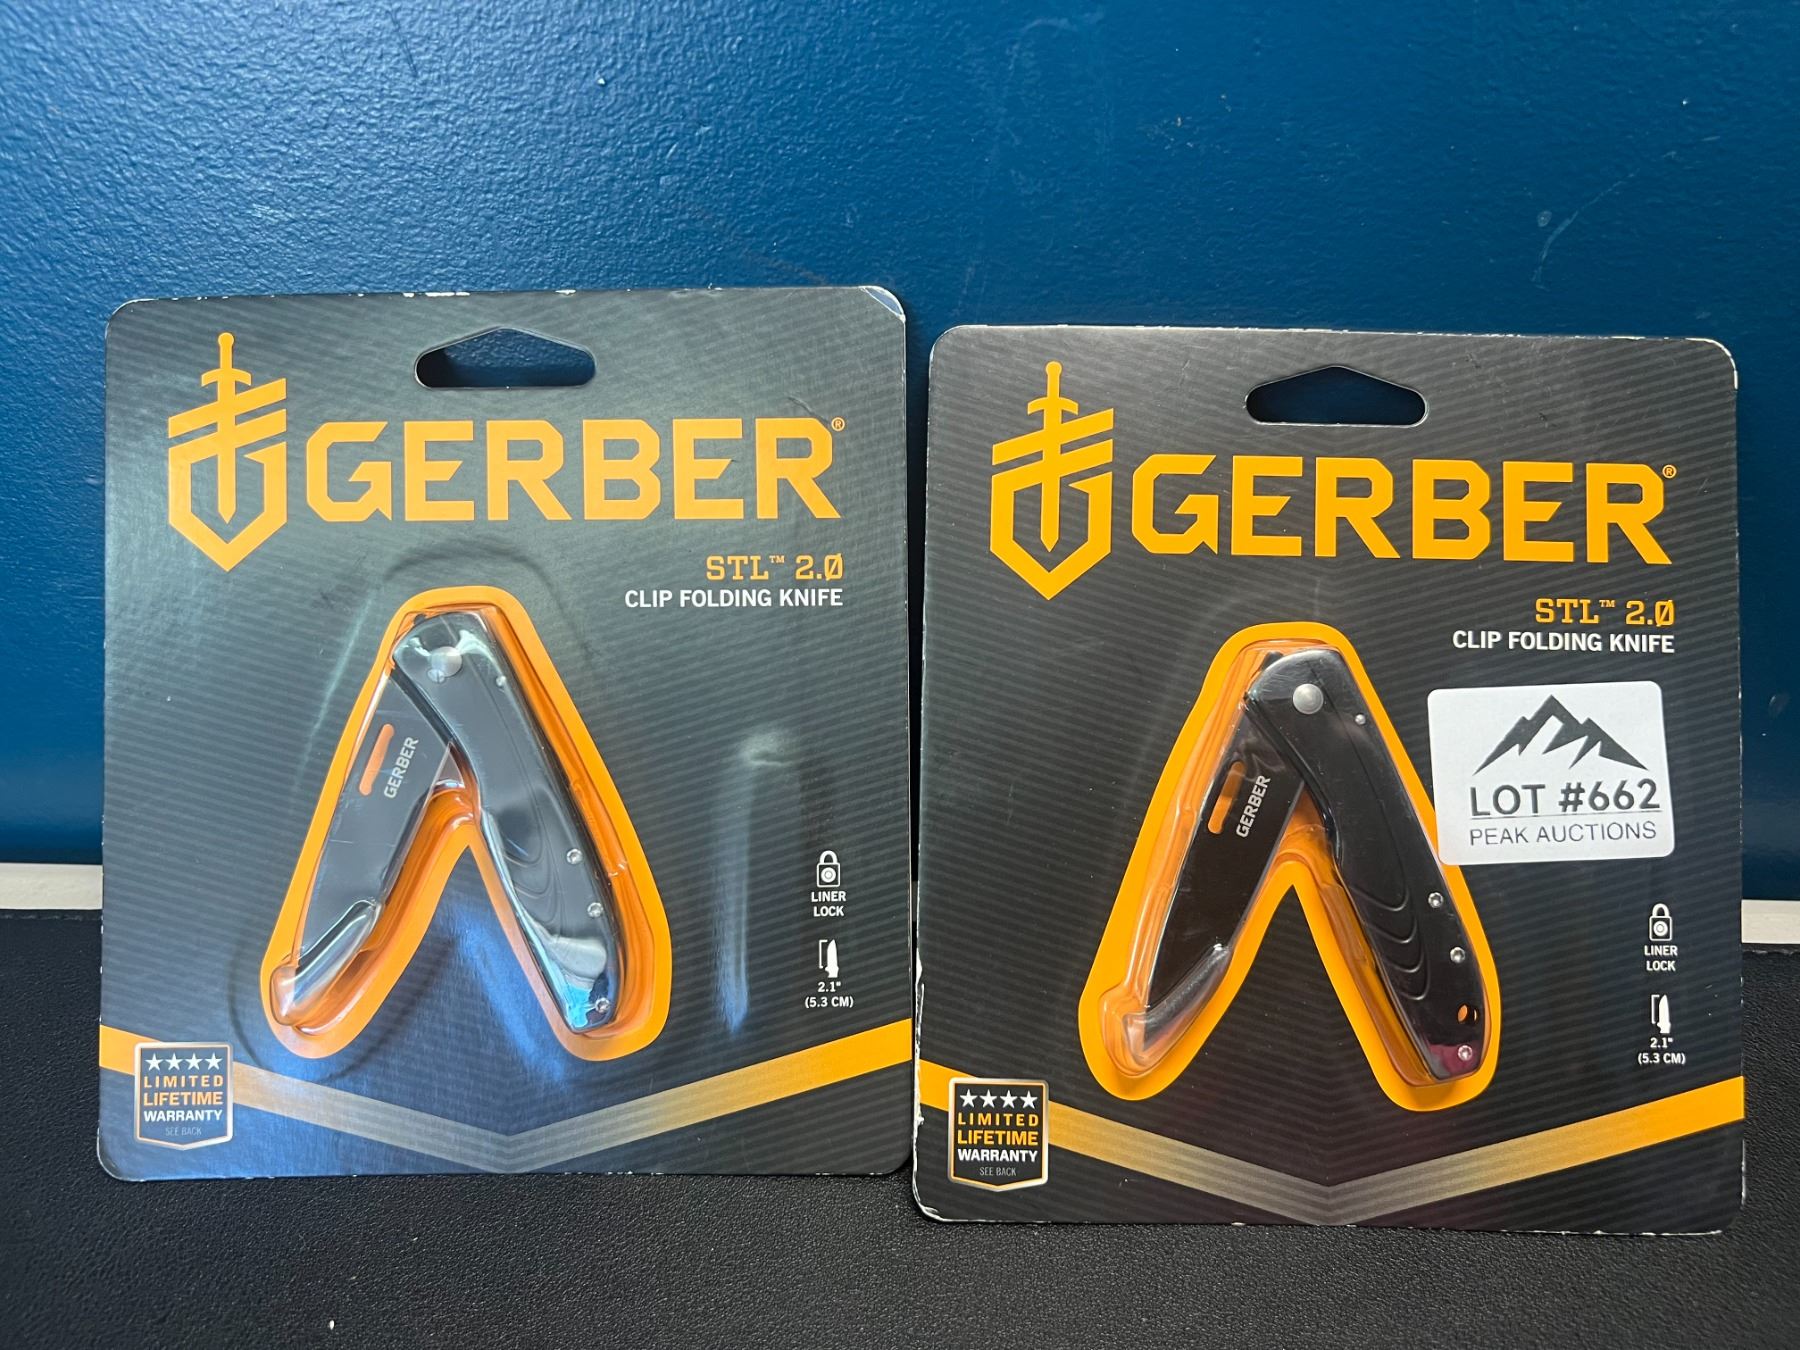 GERBER®
STL™ 2.0
CLIP FOLDING KNIFE
GERBER
LINER
LOCK
2.1"
(5.3 CM)
LIMITED
LIFETIME
WARRANTY
SEE BACK
GERBER®
STL™ 2.0
CLIP FOLDING KNIFE
LOT #662
PEAK AUCTIONS
GERBER
LINER
LOCK
2.1"
(5.3 CM)
LIMITED
LIFETIME
WARRANTY
SEE BACK